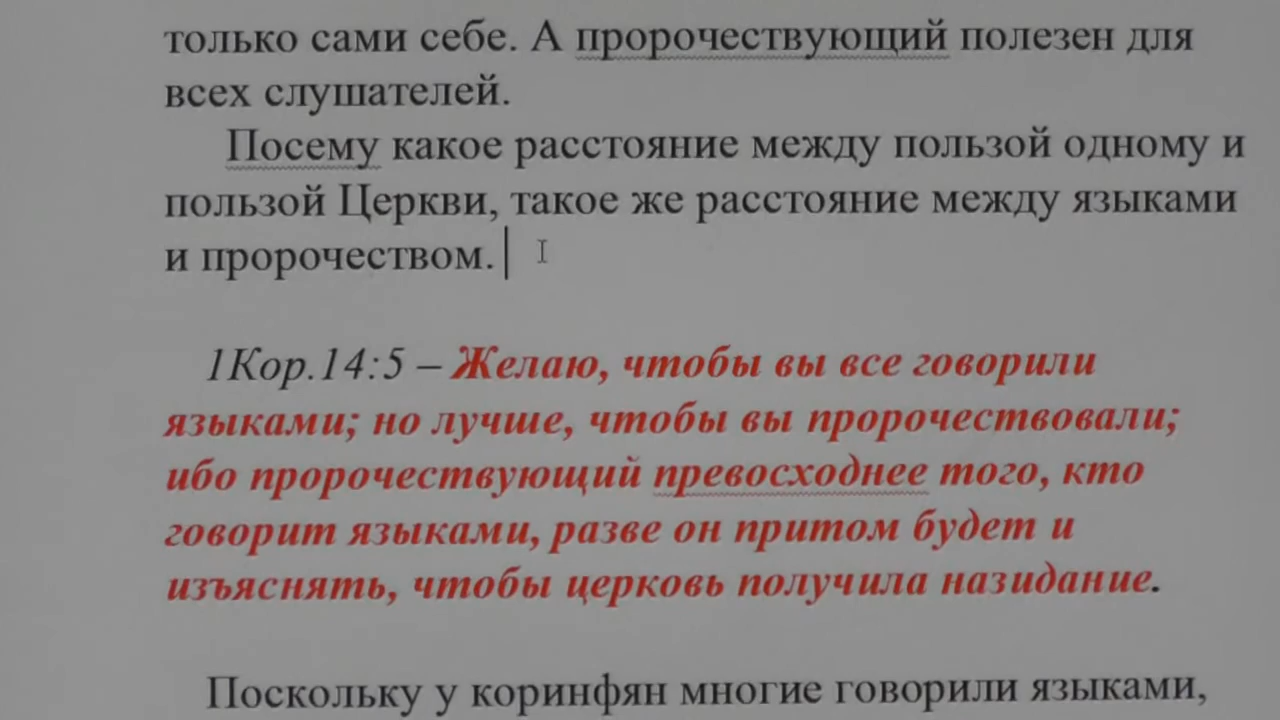 только сами себе. А пророчествующий полезен для
всех слушателей.
Посему какое расстояние между пользой одному и
пользой Церкви, такое же расстояние между языками
и пророчеством.
1Кор.14:5 – Желаю, чтобы вы все говорили
языками; но лучше, чтобы вы пророчествовали;
ибо пророчествующий превосходнее того, кто
говорит языками, разве он притом будет и
изъяснять, чтобы церковь получила назидание.
Поскольку у коринфян многие говорили языками,